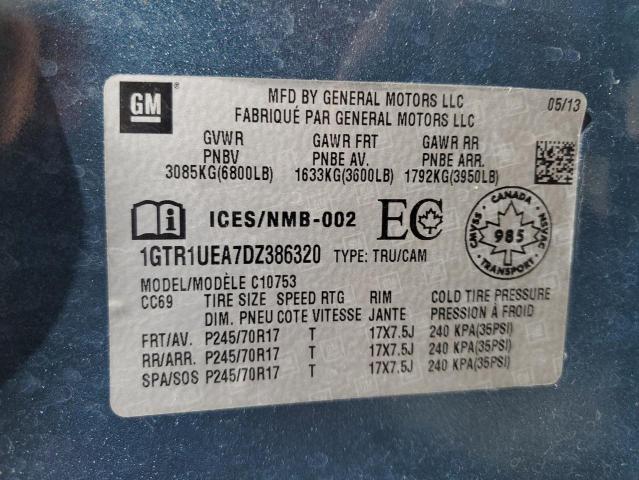 GM
MFD BY GENERAL MOTORS LLC
FABRIQUÉ PAR GENERAL MOTORS LLC
05/13
GVWR GAWR FRT GAWR RR
PNBV PNBE AV. PNBE ARR.
3085KG(6800LB) 1633KG(3600LB) 1792KG(3950LB)
ICES/NMB-002 EC
CANADA
CMVSS 985 NSVAC
TRANSPORT
1GTR1UEA7DZ386320 TYPE: TRU/CAM
MODEL/MODÈLE C10753
CC69 TIRE SIZE SPEED RTG RIM COLD TIRE PRESSURE
DIM. PNEU COTE VITESSE JANTE PRESSION À FROID
FRT/AV. P245/70R17 T 17X7.5J 240 KPA(35PSI)
RR/ARR. P245/70R17 T 17X7.5J 240 KPA(35PSI)
SPA/SOS P245/70R17 T 17X7.5J 240 KPA(35PSI)